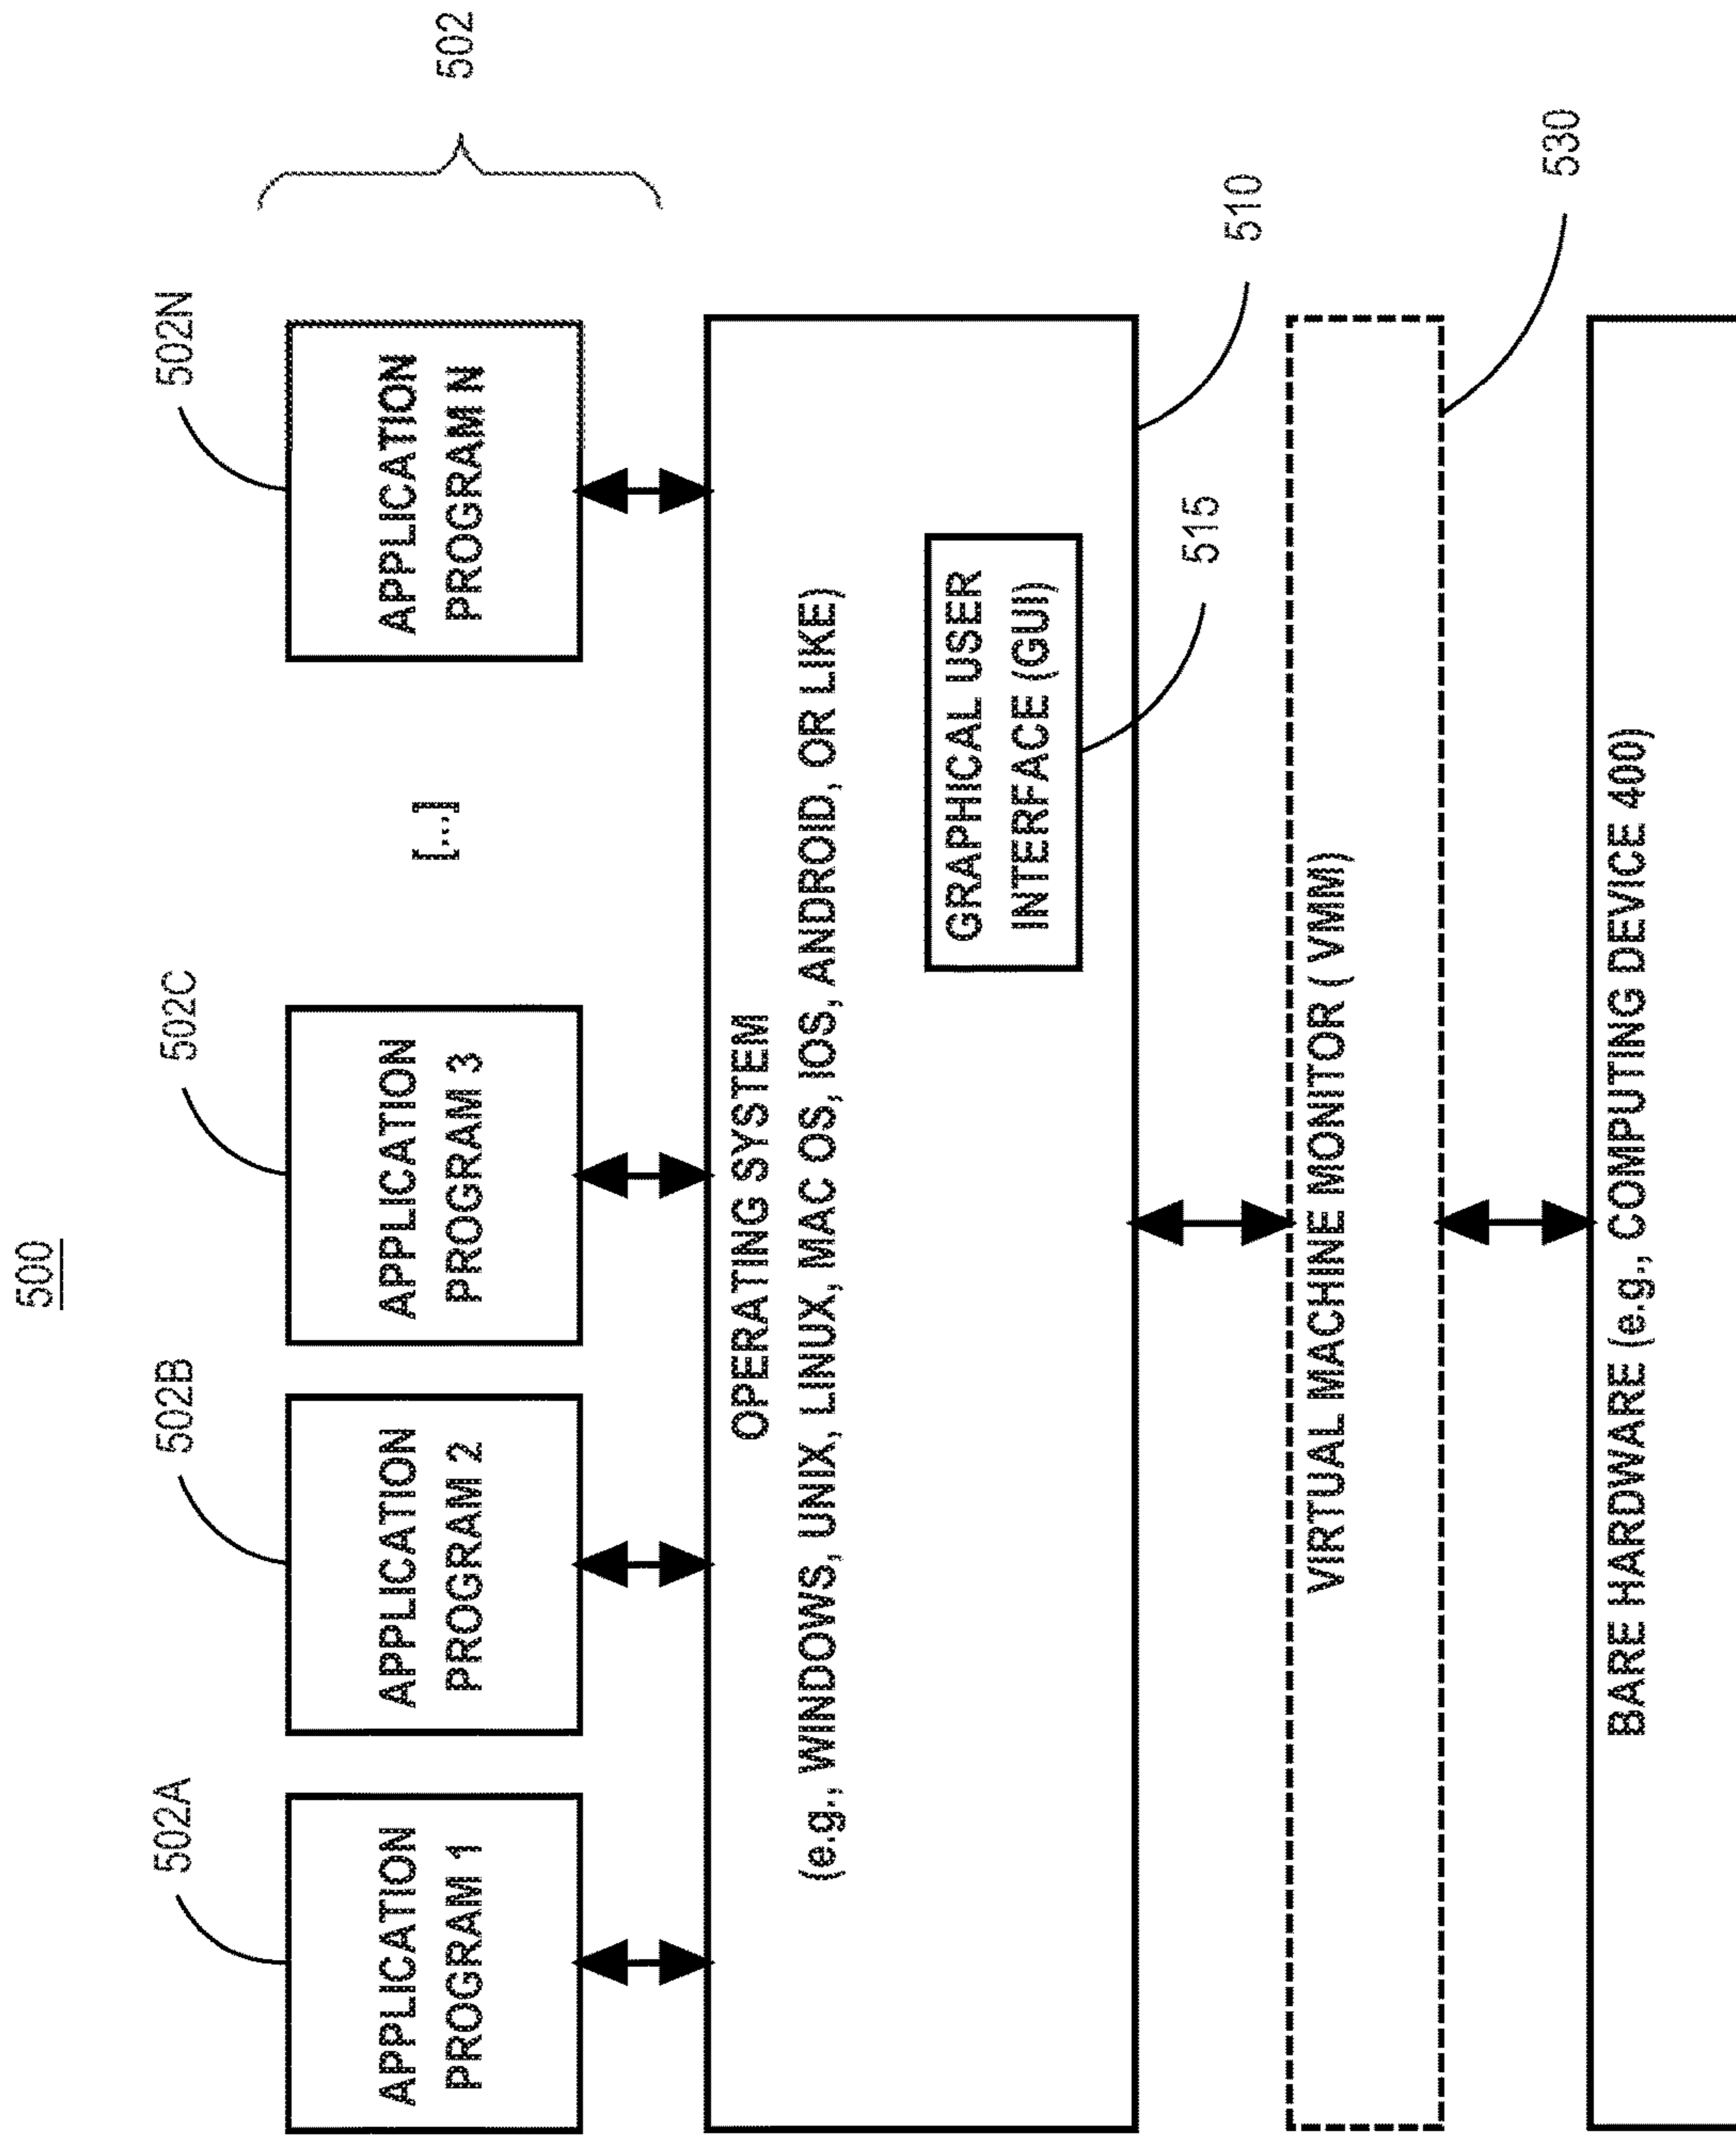 500
502A
502B
502C
502N
502
APPLICATION
PROGRAM 1
APPLICATION
PROGRAM 2
APPLICATION
PROGRAM 3
[...]
APPLICATION
PROGRAM N
OPERATING SYSTEM
(e.g., WINDOWS, UNIX, LINUX, MAC OS, IOS, ANDROID, OR LIKE)
GRAPHICAL USER
INTERFACE (GUI)
510
515
VIRTUAL MACHINE MONITOR ( VMM)
530
BARE HARDWARE (e.g., COMPUTING DEVICE 400)